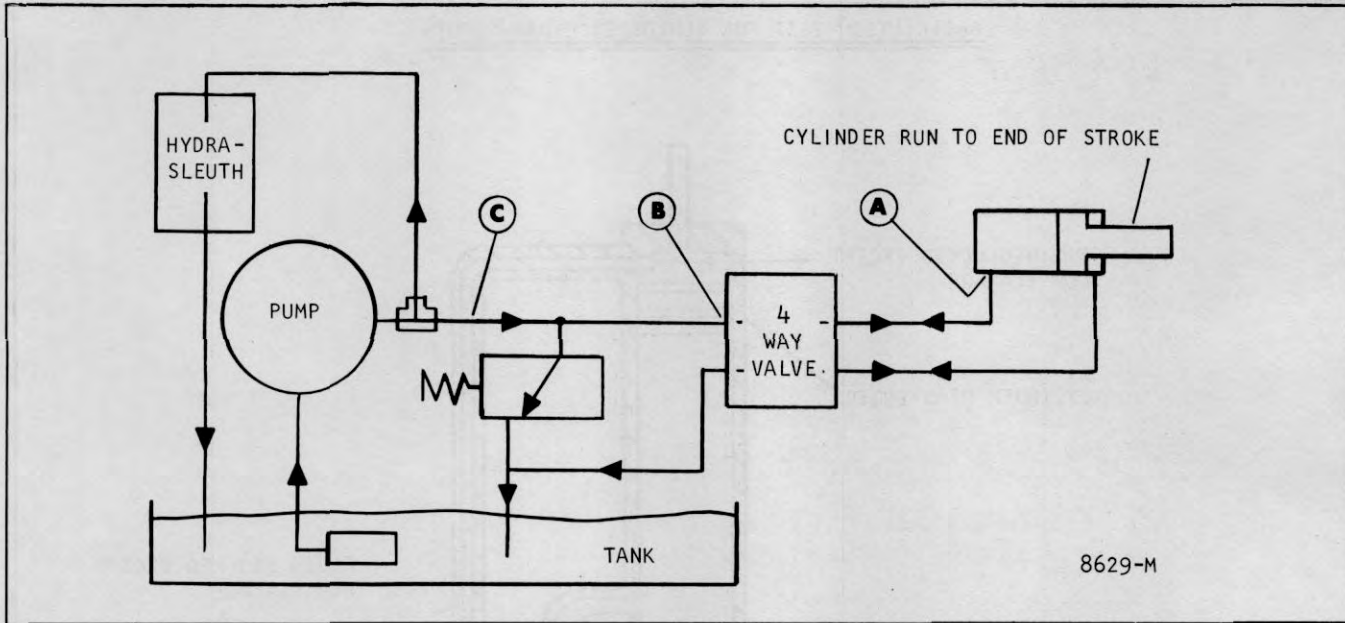 HYDRA-
SLEUTH
CYLINDER RUN TO END OF STROKE
C
B
A
PUMP
4
WAY
VALVE
TANK
8629-M